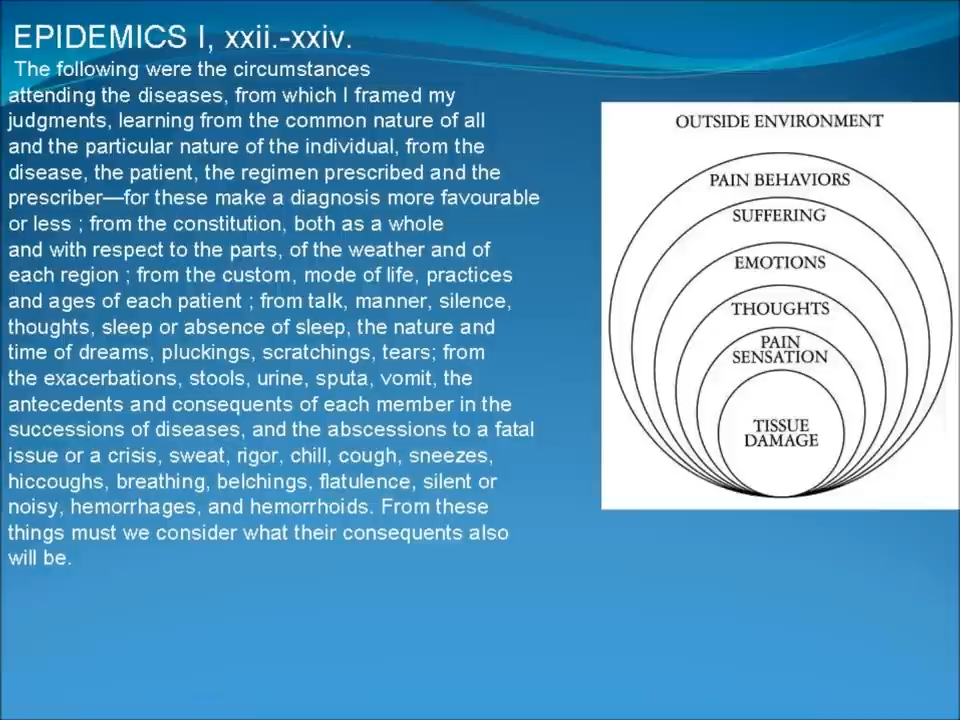 EPIDEMICS I, xxii.-xxiv.
The following were the circumstances
attending the diseases, from which I framed my
judgments, learning from the common nature of all
and the particular nature of the individual, from the
disease, the patient, the regimen prescribed and the
prescriber—for these make a diagnosis more favourable
or less ; from the constitution, both as a whole
and with respect to the parts, of the weather and of
each region ; from the custom, mode of life, practices
and ages of each patient ; from talk, manner, silence,
thoughts, sleep or absence of sleep, the nature and
time of dreams, pluckings, scratchings, tears; from
the exacerbations, stools, urine, sputa, vomit, the
antecedents and consequents of each member in the
successions of diseases, and the abscessions to a fatal
issue or a crisis, sweat, rigor, chill, cough, sneezes,
hiccoughs, breathing, belchings, flatulence, silent or
noisy, hemorrhages, and hemorrhoids. From these
things must we consider what their consequents also
will be.
OUTSIDE ENVIRONMENT
PAIN BEHAVIORS
SUFFERING
EMOTIONS
THOUGHTS
PAIN
SENSATION
TISSUE
DAMAGE